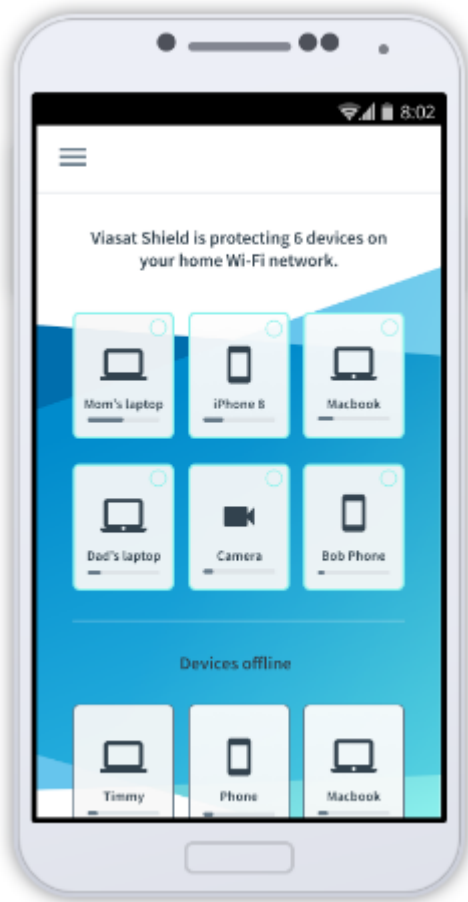 8:02
Viasat Shield is protecting 6 devices on
your home Wi-Fi network.
Mom's laptop iPhone 8 Macbook
Dad's laptop Camera Bob Phone
Devices offline
Timmy Phone Macbook